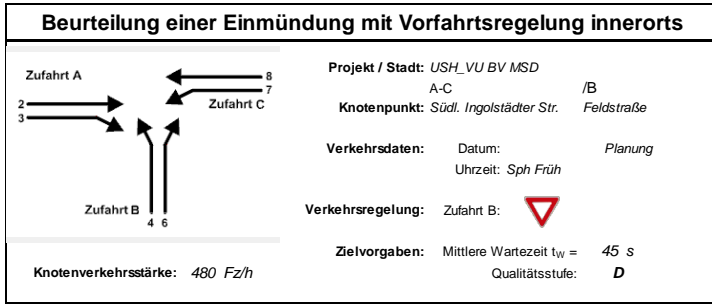 Beurteilung einer Einmündung mit Vorfahrtsregelung innerorts
Zufahrt A
8
7
Zufahrt C
2
3
Zufahrt B
4 6
Knotenverkehrsstärke: 480 Fz/h
Projekt / Stadt: USH_VU BV MSD
A-C /B
Knotenpunkt: Südl. Ingolstädter Str. Feldstraße
Verkehrsdaten: Datum: Planung
Uhrzeit: Sph Früh
Verkehrsregelung: Zufahrt B:
Zielvorgaben: Mittlere Wartezeit tW = 45 s
Qualitätsstufe: D